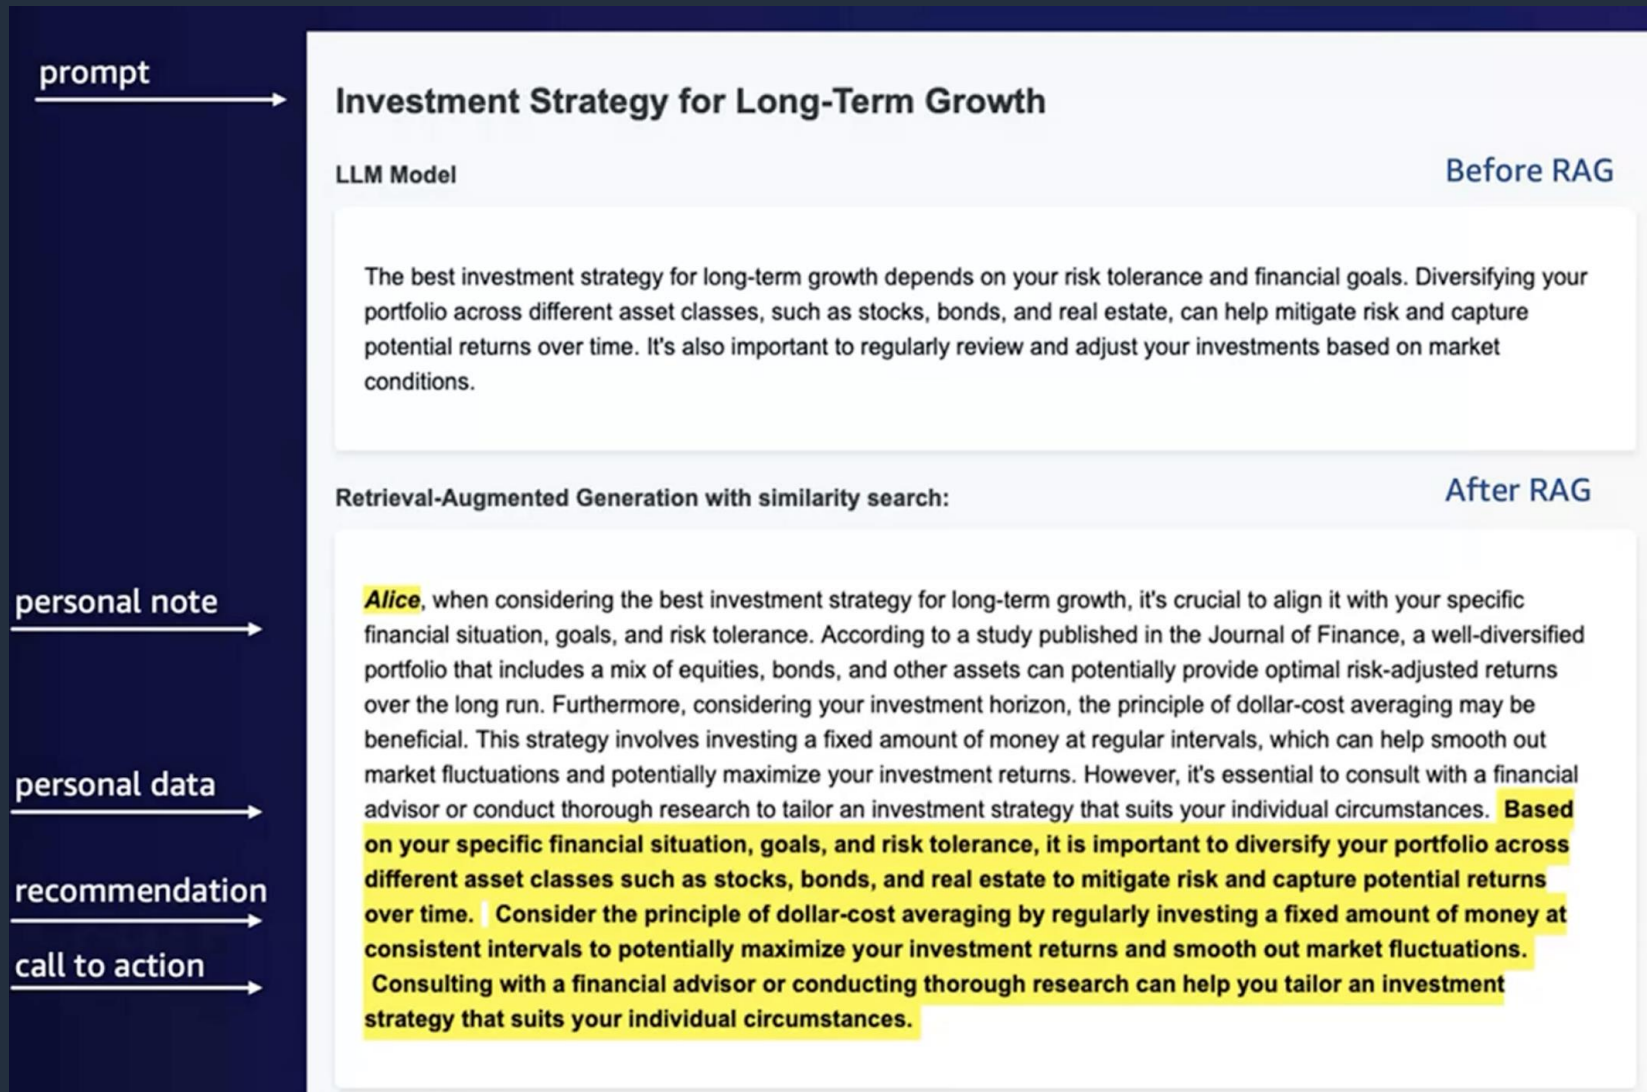 prompt
Investment Strategy for Long-Term Growth
LLM Model
Before RAG
The best investment strategy for long-term growth depends on your risk tolerance and financial goals. Diversifying your
portfolio across different asset classes, such as stocks, bonds, and real estate, can help mitigate risk and capture
potential returns over time. It's also important to regularly review and adjust your investments based on market
conditions.
Retrieval-Augmented Generation with similarity search:
After RAG
personal note
Alice, when considering the best investment strategy for long-term growth, it's crucial to align it with your specific
financial situation, goals, and risk tolerance. According to a study published in the Journal of Finance, a well-diversified
portfolio that includes a mix of equities, bonds, and other assets can potentially provide optimal risk-adjusted returns
over the long run. Furthermore, considering your investment horizon, the principle of dollar-cost averaging may be
beneficial. This strategy involves investing a fixed amount of money at regular intervals, which can help smooth out
market fluctuations and potentially maximize your investment returns. However, it's essential to consult with a financial
advisor or conduct thorough research to tailor an investment strategy that suits your individual circumstances. Based
on your specific financial situation, goals, and risk tolerance, it is important to diversify your portfolio across
different asset classes such as stocks, bonds, and real estate to mitigate risk and capture potential returns
over time. Consider the principle of dollar-cost averaging by regularly investing a fixed amount of money at
consistent intervals to potentially maximize your investment returns and smooth out market fluctuations.
Consulting with a financial advisor or conducting thorough research can help you tailor an investment
strategy that suits your individual circumstances.
personal data
recommendation
call to action